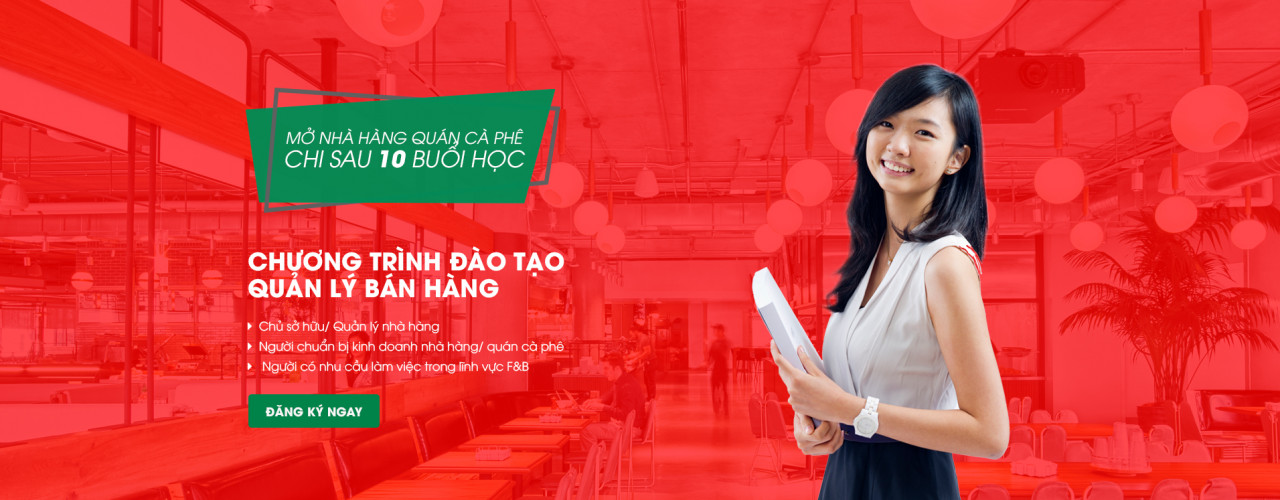 MỞ NHÀ HÀNG QUÁN CÀ PHÊ
CHỈ SAU 10 BUỔI HỌC
CHƯƠNG TRÌNH ĐÀO TẠO
QUẢN LÝ BÁN HÀNG
Chủ sở hữu/ Quản lý nhà hàng
Người chuẩn bị kinh doanh nhà hàng/ quán cà phê
Người có nhu cầu làm việc trong lĩnh vực F&B
ĐĂNG KÝ NGAY